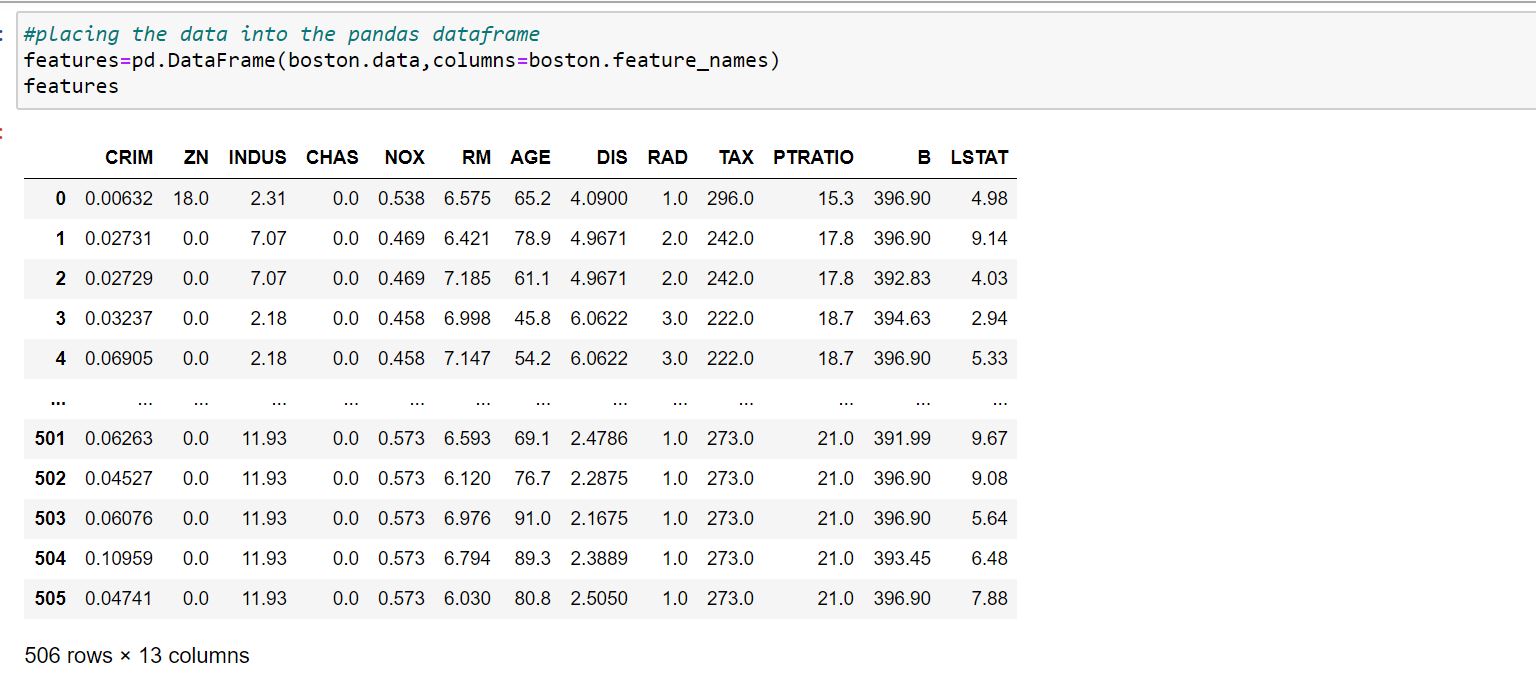 #placing the data into the pandas dataframe
features=pd.DataFrame(boston.data,columns=boston.feature_names)
features
CRIM ZN INDUS CHAS NOX RM AGE DIS RAD TAX PTRATIO B LSTAT
0 0.00632 18.0 2.31 0.0 0.538 6.575 65.2 4.0900 1.0 296.0 15.3 396.90 4.98
1 0.02731 0.0 7.07 0.0 0.469 6.421 78.9 4.9671 2.0 242.0 17.8 396.90 9.14
2 0.02729 0.0 7.07 0.0 0.469 7.185 61.1 4.9671 2.0 242.0 17.8 392.83 4.03
3 0.03237 0.0 2.18 0.0 0.458 6.998 45.8 6.0622 3.0 222.0 18.7 394.63 2.94
4 0.06905 0.0 2.18 0.0 0.458 7.147 54.2 6.0622 3.0 222.0 18.7 396.90 5.33
... ... ... ... ... ... ... ... ... ... ... ... ... ...
501 0.06263 0.0 11.93 0.0 0.573 6.593 69.1 2.4786 1.0 273.0 21.0 391.99 9.67
502 0.04527 0.0 11.93 0.0 0.573 6.120 76.7 2.2875 1.0 273.0 21.0 396.90 9.08
503 0.06076 0.0 11.93 0.0 0.573 6.976 91.0 2.1675 1.0 273.0 21.0 396.90 5.64
504 0.10959 0.0 11.93 0.0 0.573 6.794 89.3 2.3889 1.0 273.0 21.0 393.45 6.48
505 0.04741 0.0 11.93 0.0 0.573 6.030 80.8 2.5050 1.0 273.0 21.0 396.90 7.88
506 rows × 13 columns